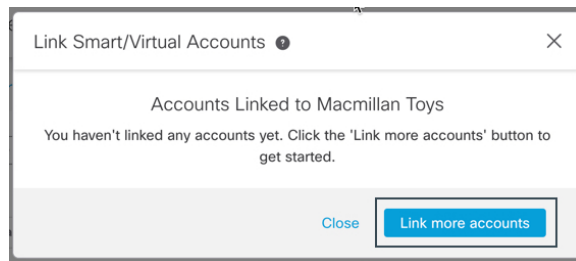 Link Smart/Virtual Accounts ?
Accounts Linked to Macmillan Toys
You haven't linked any accounts yet. Click the 'Link more accounts' button to
get started.
Close Link more accounts